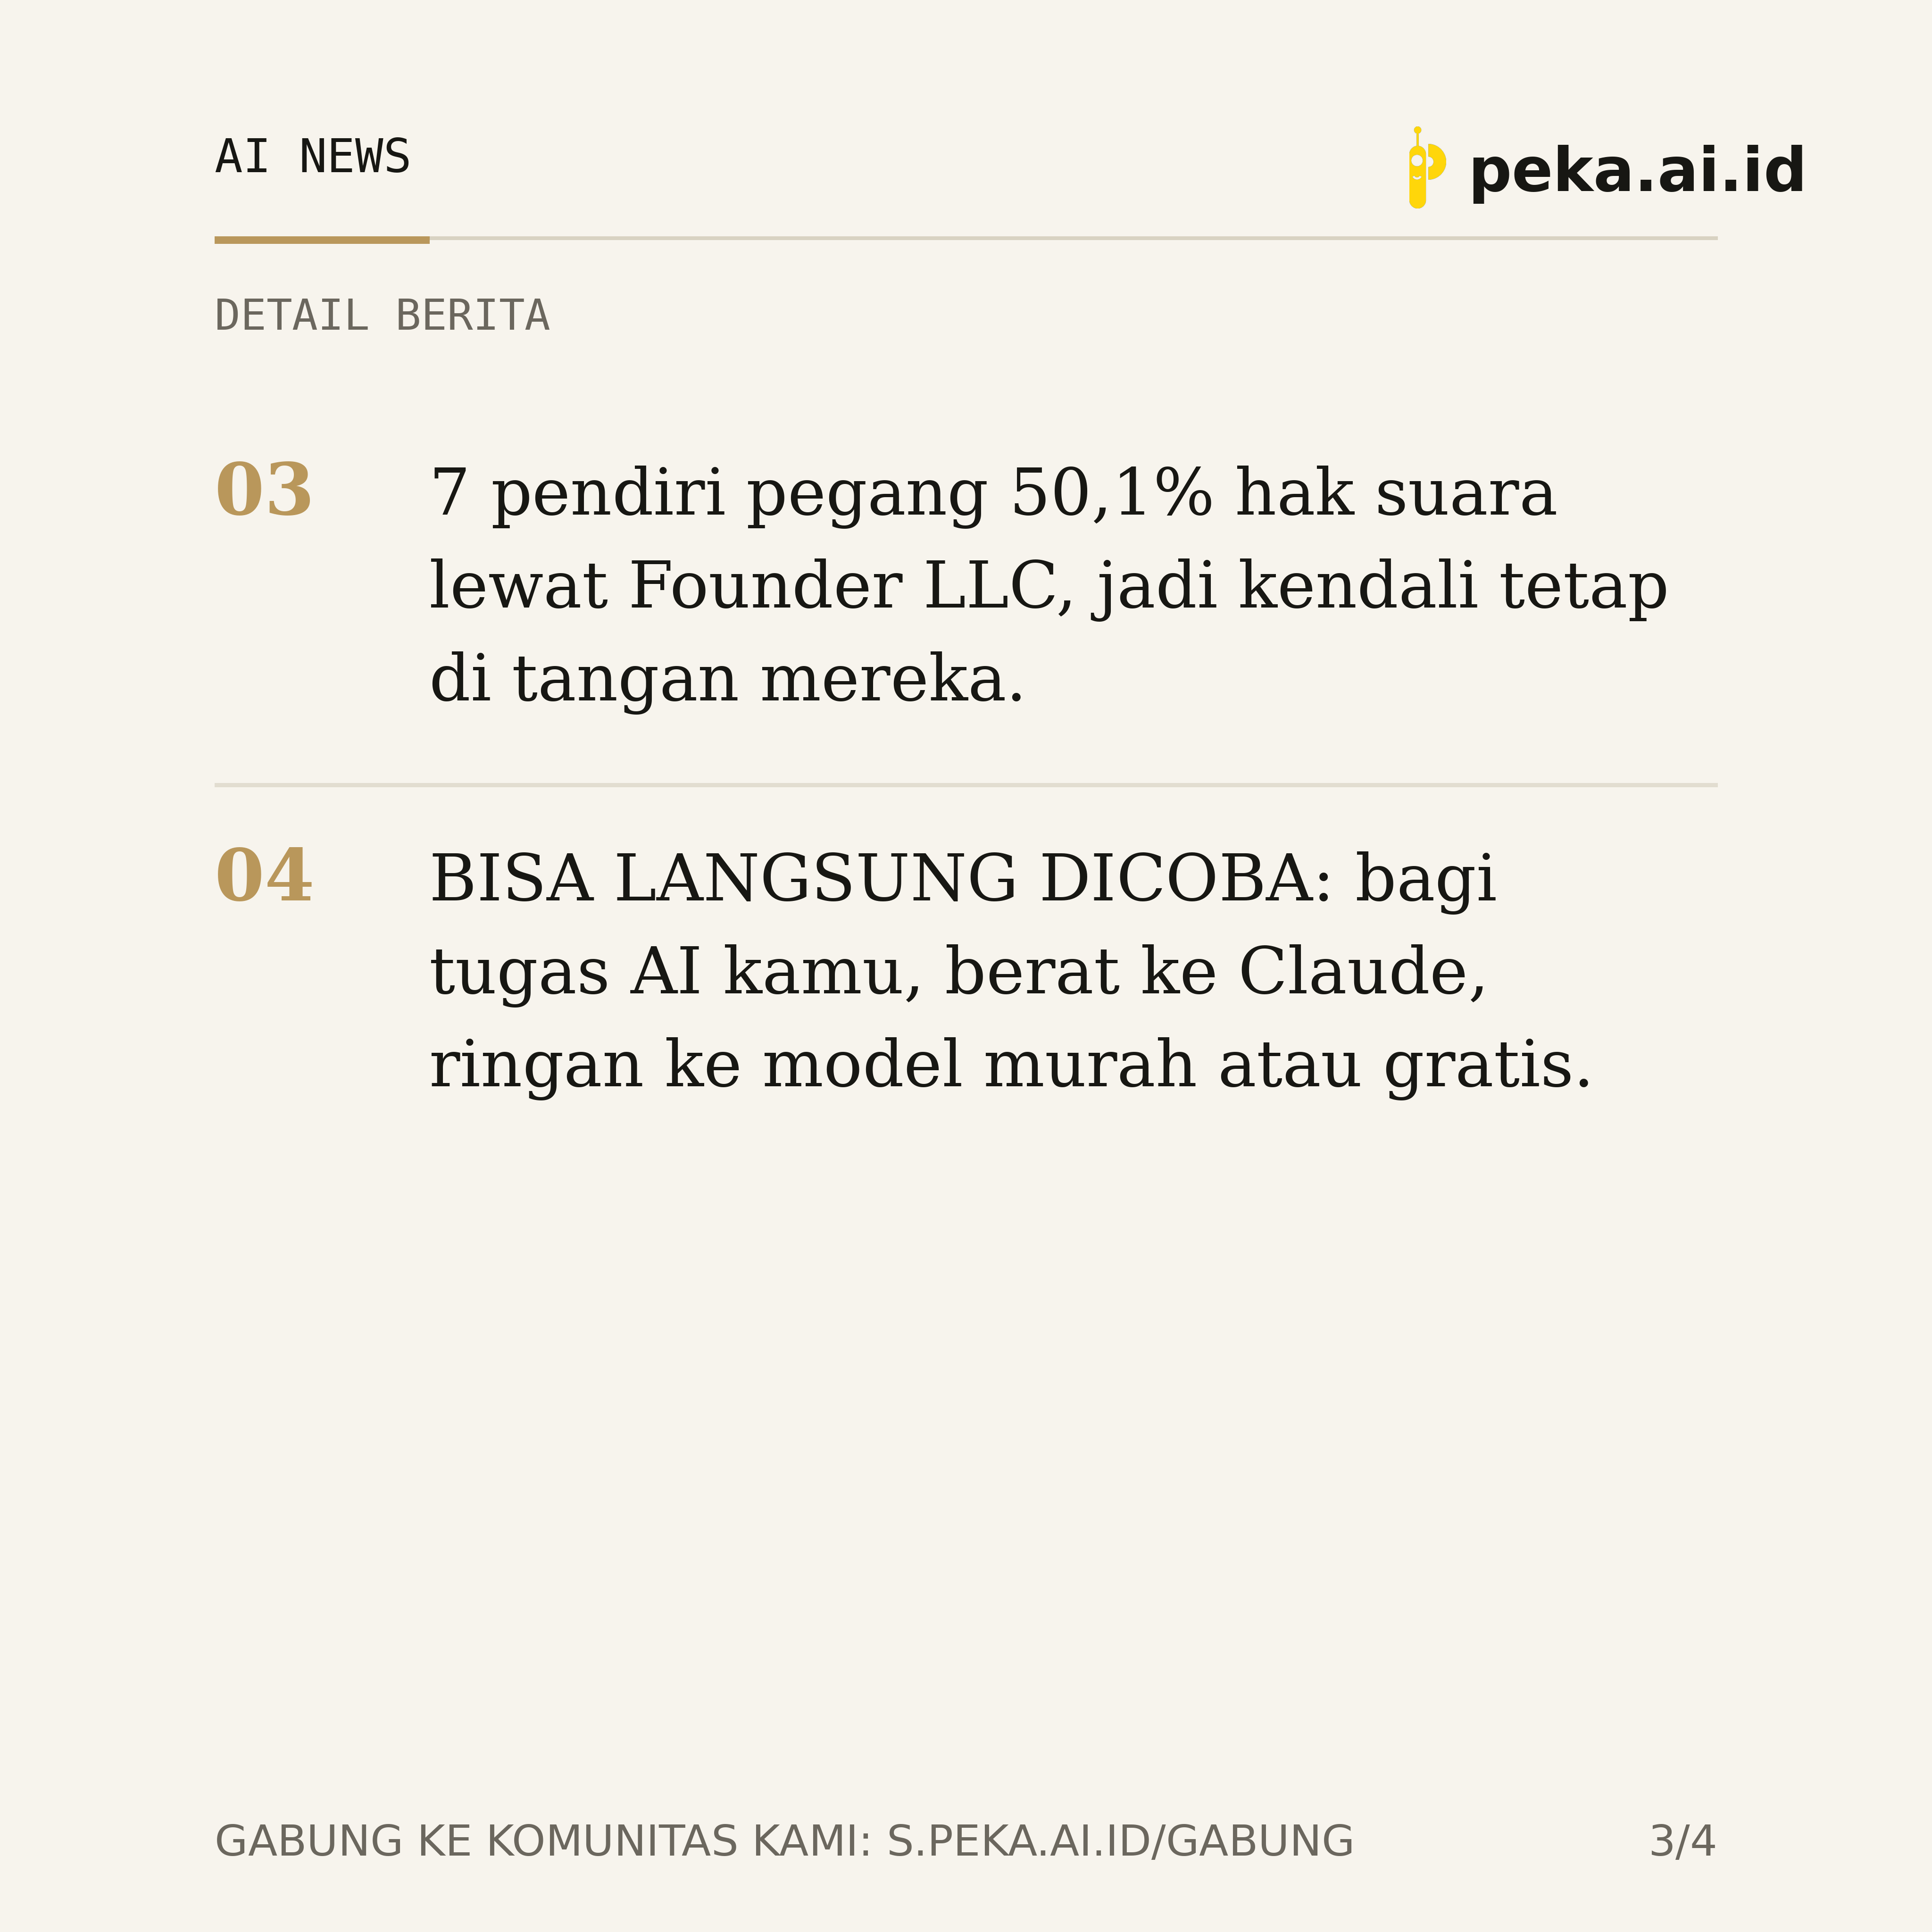 AI NEWS
peka.ai.id
DETAIL BERITA
03
7 pendiri pegang 50,1% hak suara
lewat Founder LLC, jadi kendali tetap
di tangan mereka.
04
BISA LANGSUNG DICOBA: bagi
tugas AI kamu, berat ke Claude,
ringan ke model murah atau gratis.
GABUNG KE KOMUNITAS KAMI: S.PEKA.AI.ID/GABUNG
3/4